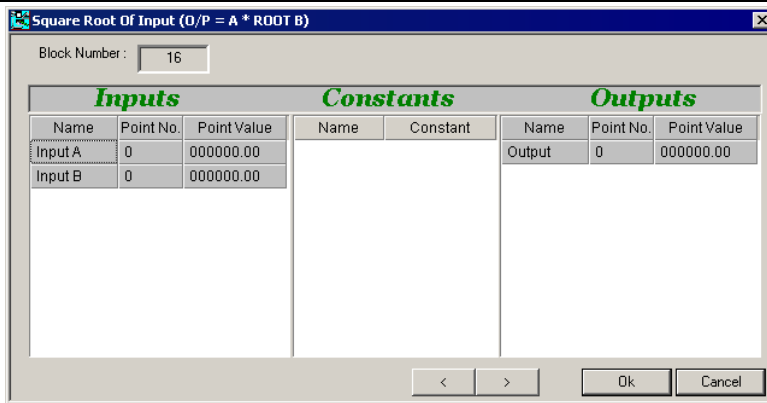 Square Root Of Input (O/P = A * ROOT B)
Block Number : 16
Inputs Constants Outputs
Name Point No. Point Value Name Constant Name Point No. Point Value
Input A 0 000000.00 Output 0 000000.00
Input B 0 000000.00
< > Ok Cancel